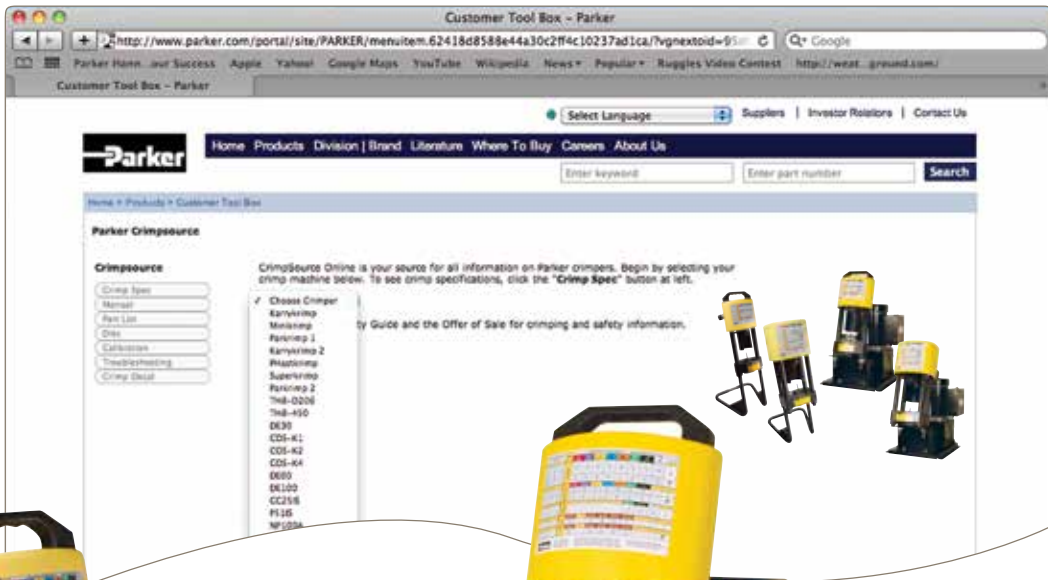 Customer Tool Box – Parker
http://www.parker.com/portal/site/PARKER/menuitem.62418d8588e44a30c2ff4c10237ad1ca/?vgnextoid=95
Google
Parker Hann...our Success Apple Yahoo! Google Maps YouTube Wikipedia News Popular Ruggles Video Contest http://weat...ground.com/
Customer Tool Box – Parker
Select Language Suppliers | Investor Relations | Contact Us
Parker
Home Products Division | Brand Literature Where To Buy Careers About Us
Enter keyword Enter part number Search
Home > Products > Customer Tool Box
Parker Crimpsource
Crimpsource
Crimp Spec
Manual
Part List
Dies
Calibration
Troubleshooting
Crimp Decal
CrimpSource Online is your source for all information on Parker crimpers. Begin by selecting your
crimp machine below. To see crimp specifications, click the "Crimp Spec" button at left.
✓ Choose Crimper
Karrykrimp
Minikrimp
ty Guide and the Offer of Sale for crimping and safety information.
Parkrimp 1
Karrykrimp 2
Phastkrimp
Superkrimp
Parkrimp 2
TH8-450
DE30
CDS-K1
CDS-K2
CDS-K4
DE80
DE100